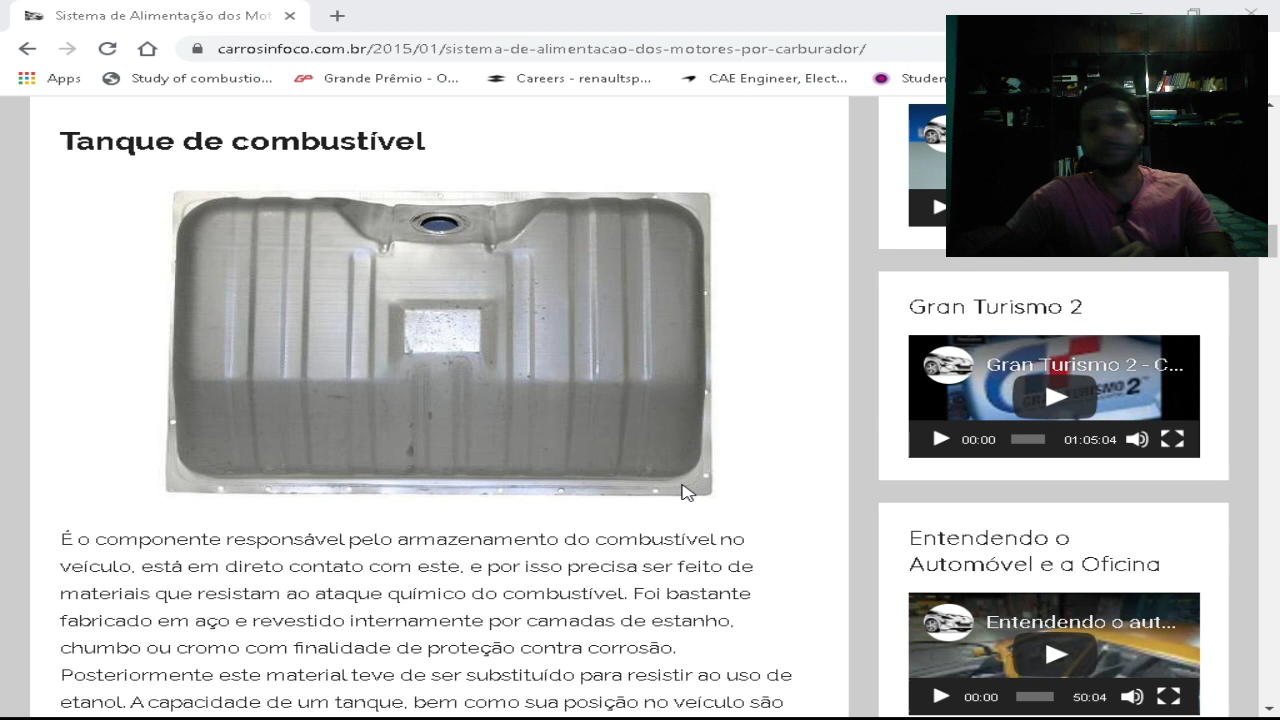 Sistema de Alimentação dos Mot
carrosinfoco.com.br/2015/01/sistema-de-alimentacao-dos-motores-por-carburador/
Apps
Study of combustio...
Grande Prêmio - O...
Careers - renaultsp...
CAE Engineer, Elect...
Studen
Tanque de combustível
É o componente responsável pelo armazenamento do combustível no
veículo, está em direto contato com este, e por isso precisa ser feito de
materiais que resistam ao ataque químico do combustível. Foi bastante
fabricado em aço e revestido internamente por camadas de estanho,
chumbo ou cromo com finalidade de proteção contra corrosão.
Posteriormente este material teve de ser substituído para resistir ao uso de
etanol. A capacidade de um tanque, bem como sua posição no veículo são
Gran Turismo 2
Gran Turismo 2 - C...
GRAN TURISMO 2
00:00
01:05:04
Entendendo o
Automóvel e a Oficina
Entendendo o aut...
00:00
50:04